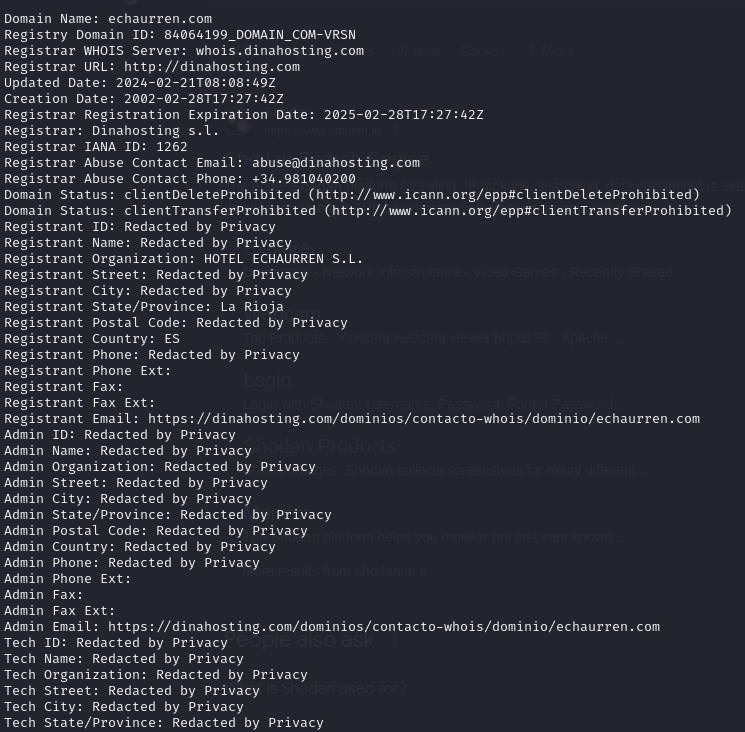 Domain Name: echaurren.com
Registry Domain ID: 84064199_DOMAIN_COM-VRSN
Registrar WHOIS Server: whois.dinahosting.com
Registrar URL: http://dinahosting.com
Updated Date: 2024-02-21T08:08:49Z
Creation Date: 2002-02-28T17:27:42Z
Registrar Registration Expiration Date: 2025-02-28T17:27:42Z
Registrar: Dinahosting s.l.
Registrar IANA ID: 1262
Registrar Abuse Contact Email: abuse@dinahosting.com
Registrar Abuse Contact Phone: +34.981040200
Domain Status: clientDeleteProhibited (http://www.icann.org/epp#clientDeleteProhibited)
Domain Status: clientTransferProhibited (http://www.icann.org/epp#clientTransferProhibited)
Registrant ID: Redacted by Privacy
Registrant Name: Redacted by Privacy
Registrant Organization: HOTEL ECHAURREN S.L.
Registrant Street: Redacted by Privacy
Registrant City: Redacted by Privacy
Registrant State/Province: La Rioja
Registrant Postal Code: Redacted by Privacy
Registrant Country: ES
Registrant Phone: Redacted by Privacy
Registrant Phone Ext:
Registrant Fax:
Registrant Fax Ext:
Registrant Email: https://dinahosting.com/dominios/contacto-whois/dominio/echaurren.com
Admin ID: Redacted by Privacy
Admin Name: Redacted by Privacy
Admin Organization: Redacted by Privacy
Admin Street: Redacted by Privacy
Admin City: Redacted by Privacy
Admin State/Province: Redacted by Privacy
Admin Postal Code: Redacted by Privacy
Admin Country: Redacted by Privacy
Admin Phone: Redacted by Privacy
Admin Phone Ext:
Admin Fax:
Admin Fax Ext:
Admin Email: https://dinahosting.com/dominios/contacto-whois/dominio/echaurren.com
Tech ID: Redacted by Privacy
Tech Name: Redacted by Privacy
Tech Organization: Redacted by Privacy
Tech Street: Redacted by Privacy
Tech City: Redacted by Privacy
Tech State/Province: Redacted by Privacy